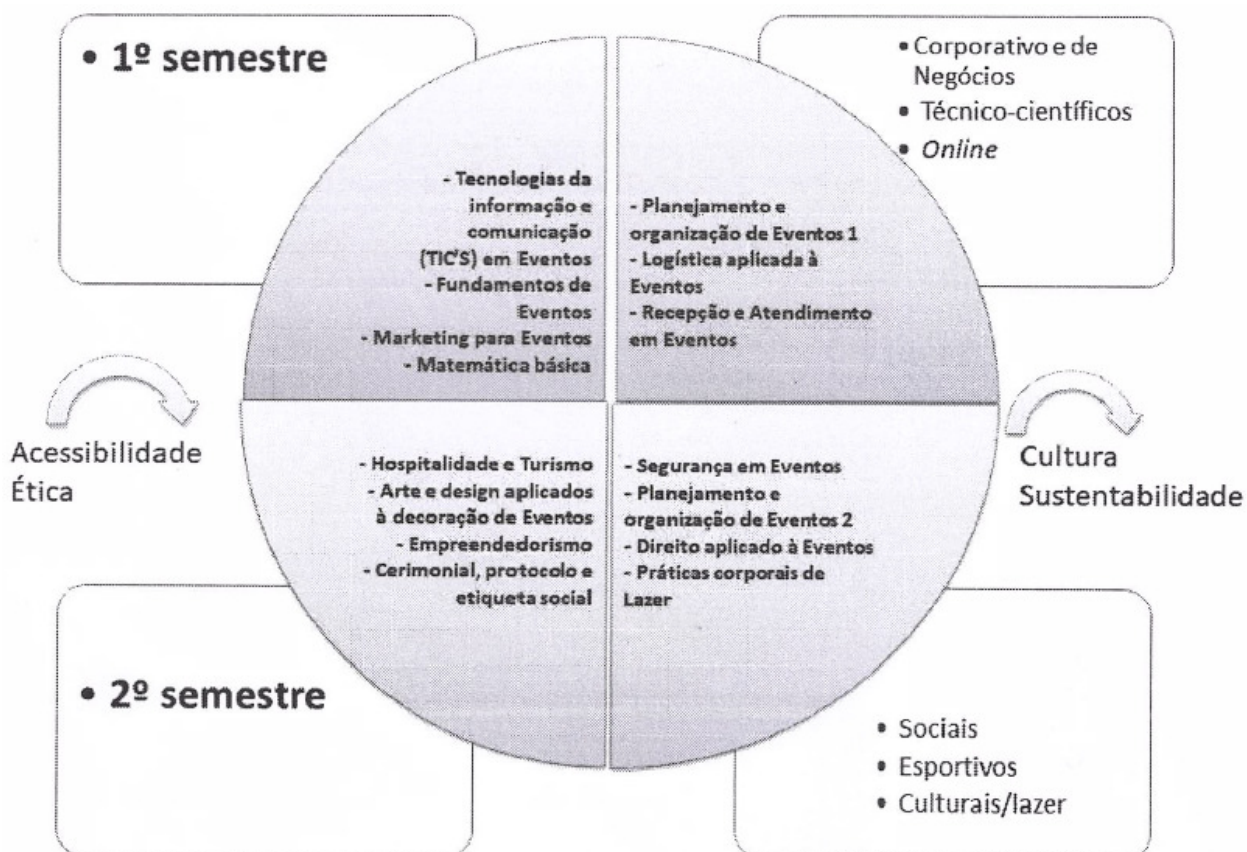 • 1º semestre
• Corporativo e de
Negócios
• Técnico-científicos
• Online
- Tecnologias da
informação e
comunicação
(TIC'S) em Eventos
- Fundamentos de
Eventos
- Marketing para Eventos
- Matemática básica
- Planejamento e
organização de Eventos 1
- Logística aplicada à
Eventos
- Recepção e Atendimento
em Eventos
Acessibilidade
Ética
- Hospitalidade e Turismo
- Arte e design aplicados
à decoração de Eventos
- Empreendedorismo
- Cerimonial, protocolo e
etiqueta social
- Segurança em Eventos
- Planejamento e
organização de Eventos 2
- Direito aplicado à Eventos
- Práticas corporais de
Lazer
Cultura
Sustentabilidade
• 2º semestre
• Sociais
• Esportivos
• Culturais/lazer